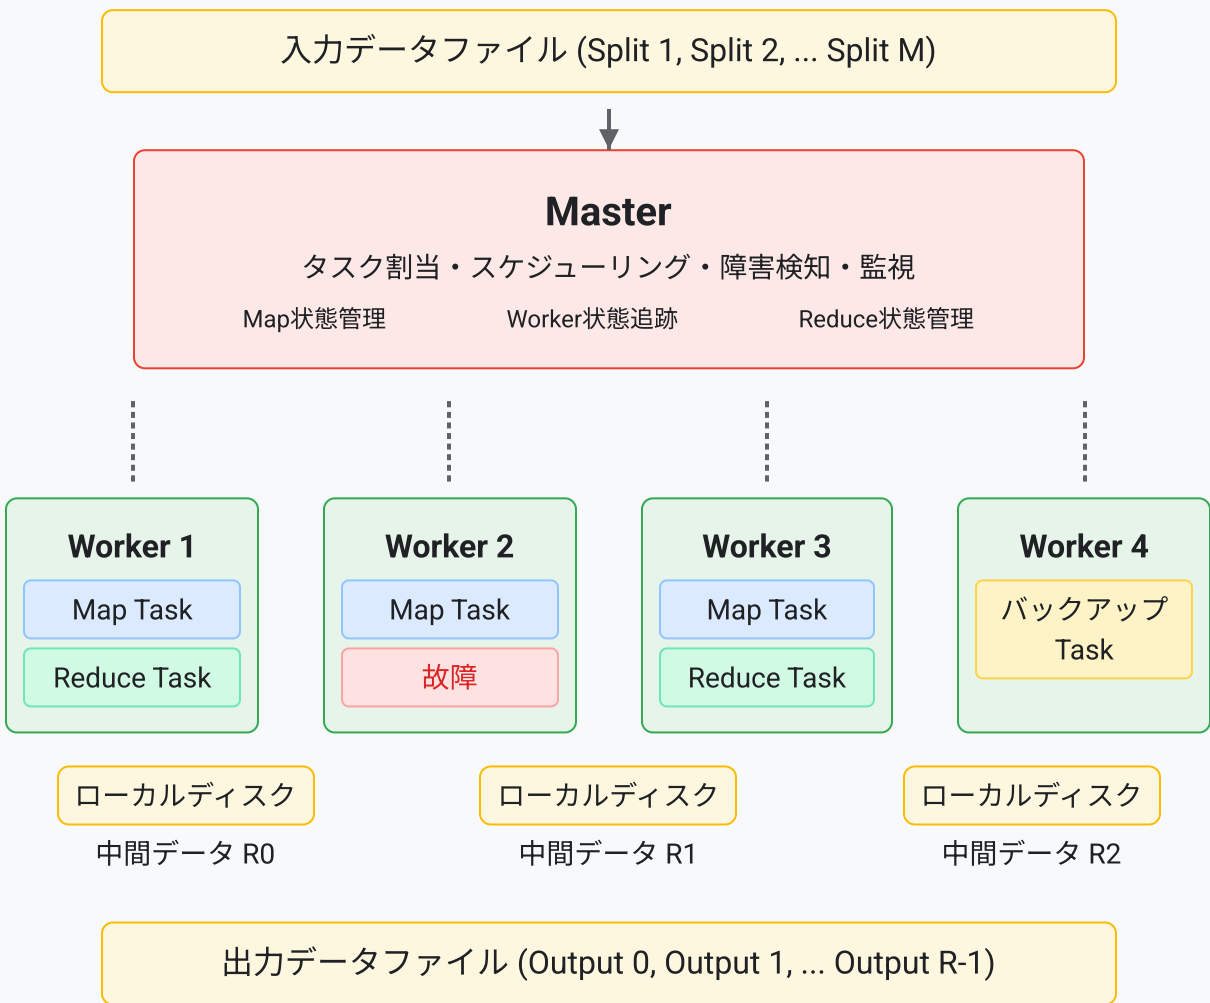 入力データファイル (Split 1, Split 2, ... Split M)
Master
タスク割当・スケジューリング・障害検知・監視
Map状態管理
Worker状態追跡
Reduce状態管理
Worker 1
Map Task
Reduce Task
Worker 2
Map Task
故障
Worker 3
Map Task
Reduce Task
Worker 4
バックアップ
Task
ローカルディスク
中間データ R0
ローカルディスク
中間データ R1
ローカルディスク
中間データ R2
出力データファイル (Output 0, Output 1, ... Output R-1)